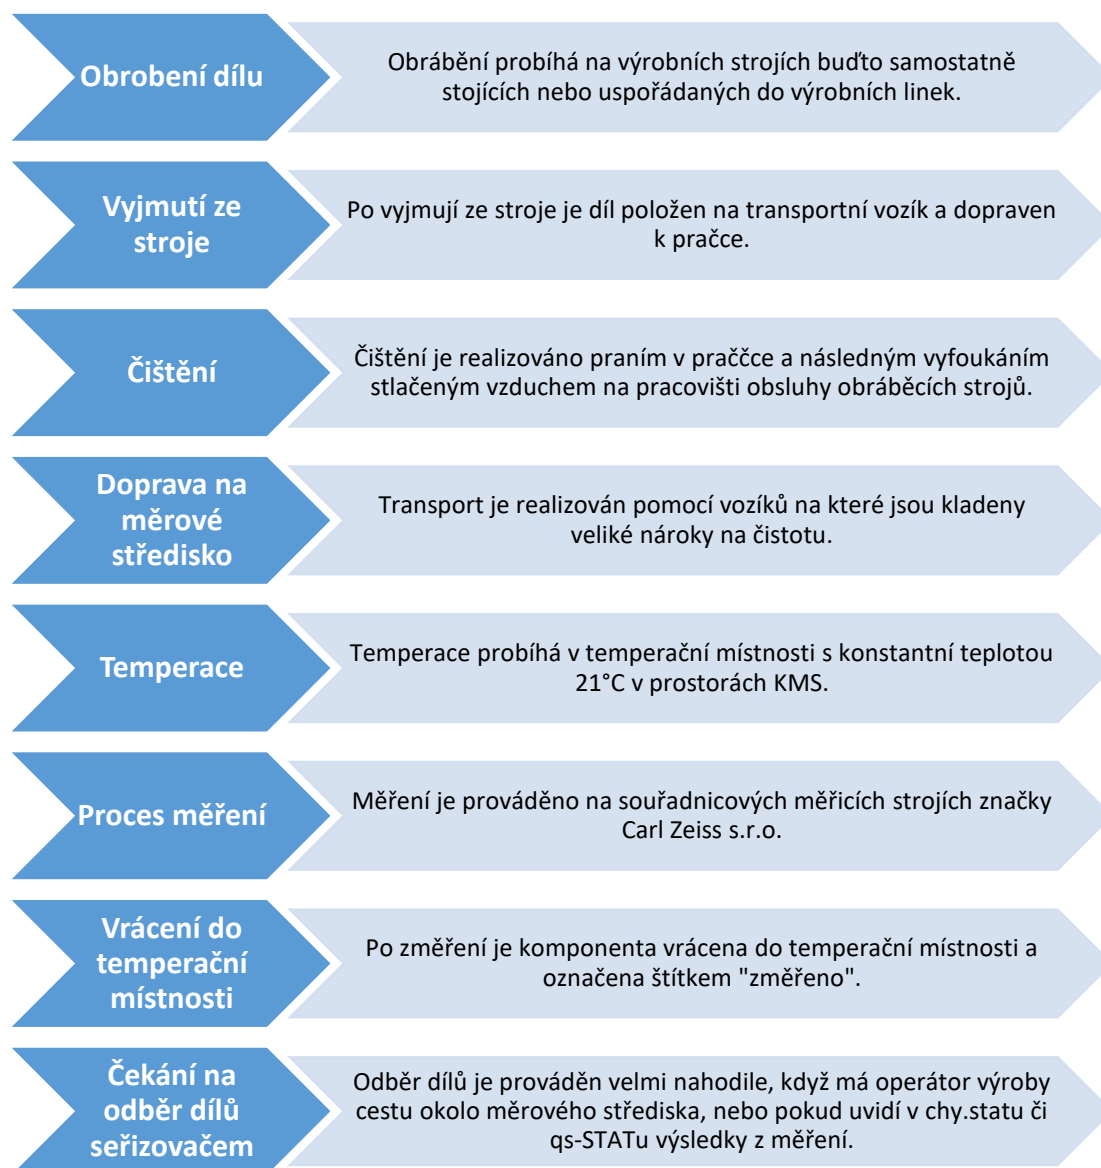 Obrobení dílu
Obrábění probíhá na výrobních strojích buďto samostatně
stojících nebo uspořádaných do výrobních linek.
Vyjmutí ze
stroje
Po vyjmují ze stroje je díl položen na transportní vozík a dopraven
k pračce.
Čištění
Čištění je realizováno praním v praččce a následným vyfoukáním
stlačeným vzduchem na pracovišti obsluhy obráběcích strojů.
Doprava na
měrové
středisko
Transport je realizován pomocí vozíků na které jsou kladeny
veliké nároky na čistotu.
Temperace
Temperace probíhá v temperační místnosti s konstantní teplotou
21°C v prostorách KMS.
Proces měření
Měření je prováděno na souřadnicových měřicích strojích značky
Carl Zeiss s.r.o.
Vrácení do
temperační
místnosti
Po změření je komponenta vrácena do temperační místnosti a
označena štítkem "změřeno".
Čekání na
odběr dílů
seřizovačem
Odběr dílů je prováděn velmi nahodile, když má operátor výroby
cestu okolo měrového střediska, nebo pokud uvidí v chy.statu či
qs-STATu výsledky z měření.